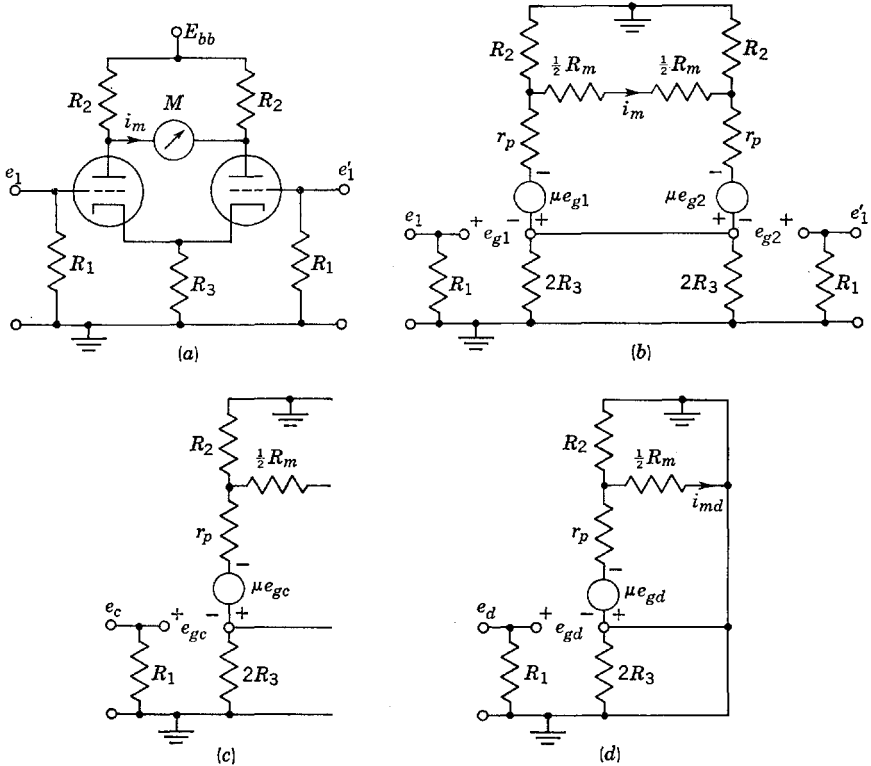 E_bb
R_2 M R_2
i_m
e_1 e'_1
R_1 R_3 R_1
(a)
R_2 R_2
½R_m ½R_m
i_m
r_p r_p
− −
μe_g1 μe_g2
e_1 + − + + − + e'_1
e_g1 e_g2
R_1 2R_3 2R_3 R_1
(b)
R_2
½R_m
r_p
−
μe_gc
e_c + − +
e_gc
R_1 2R_3
(c)
R_2
½R_m
i_md
r_p
−
μe_gd
e_d + − +
e_gd
R_1 2R_3
(d)